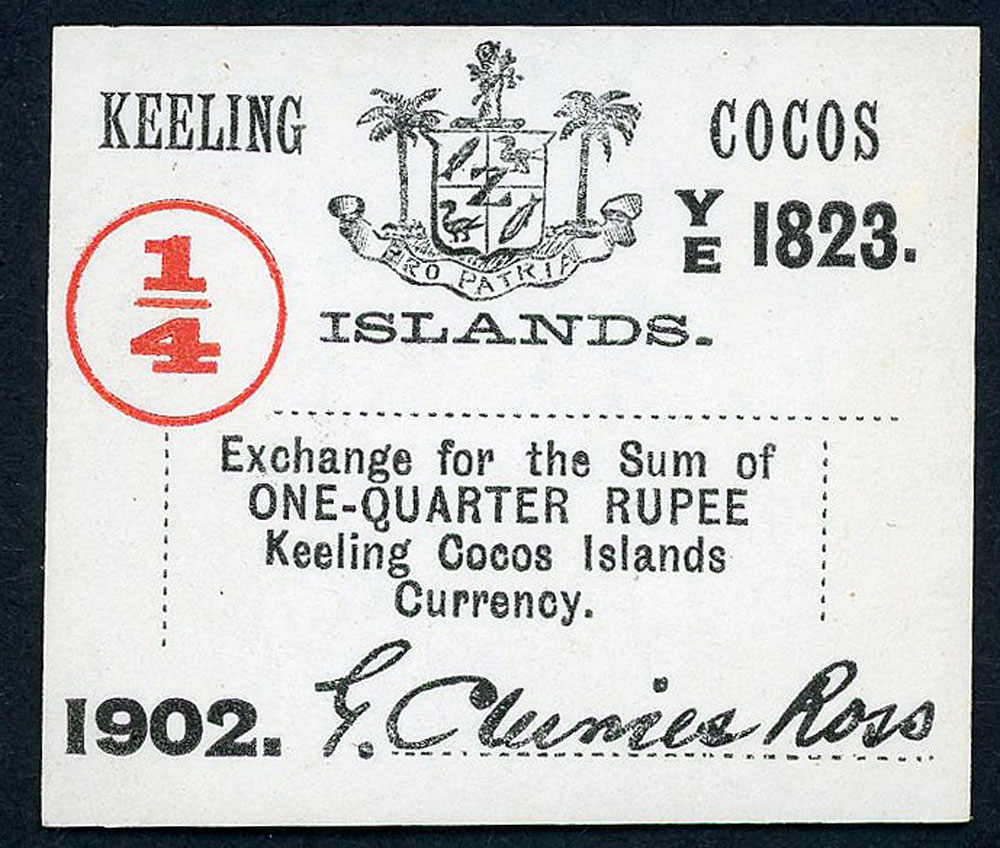 KEELING COCOS
Z
YE 1823.
1/4
PRO PATRIA
ISLANDS.
Exchange for the Sum of
ONE-QUARTER RUPEE
Keeling Cocos Islands
Currency.
1902. G. Clunies Ross